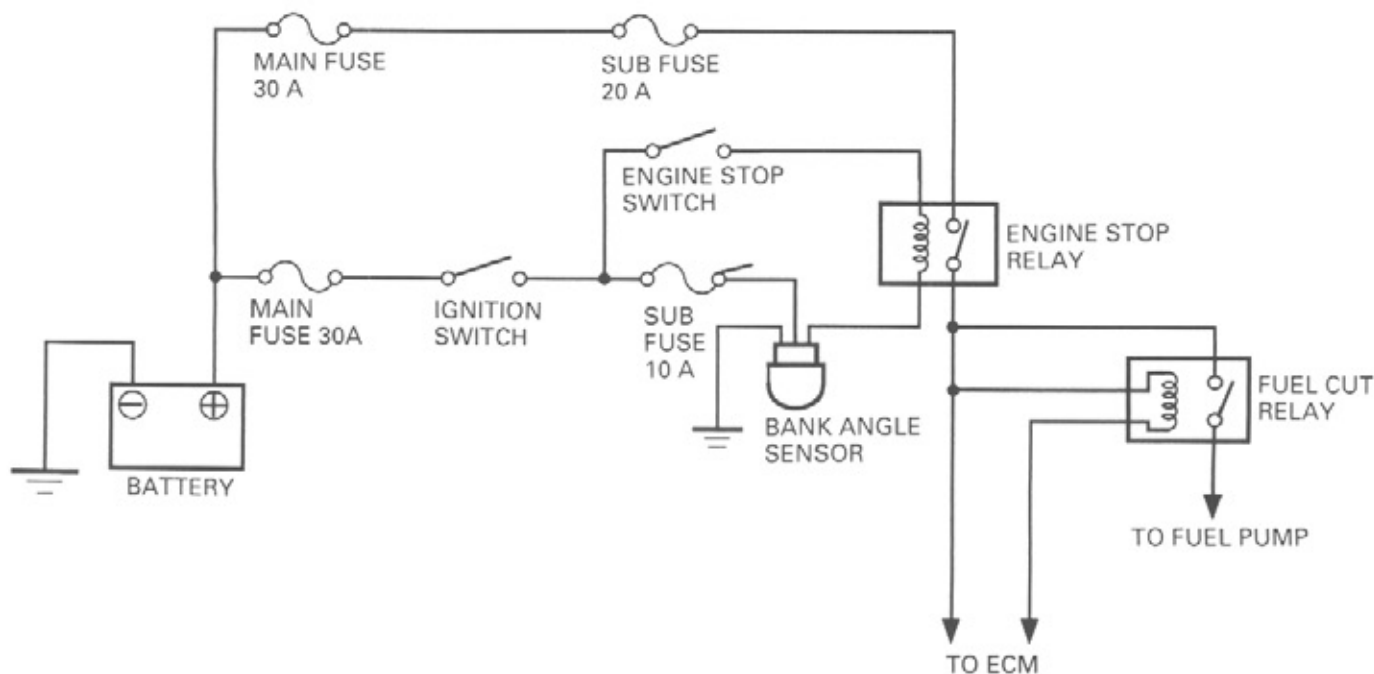 MAIN FUSE
30 A
SUB FUSE
20 A
ENGINE STOP
SWITCH
ENGINE STOP
RELAY
MAIN
FUSE 30A
IGNITION
SWITCH
SUB
FUSE
10 A
BANK ANGLE
SENSOR
FUEL CUT
RELAY
BATTERY
TO FUEL PUMP
TO ECM